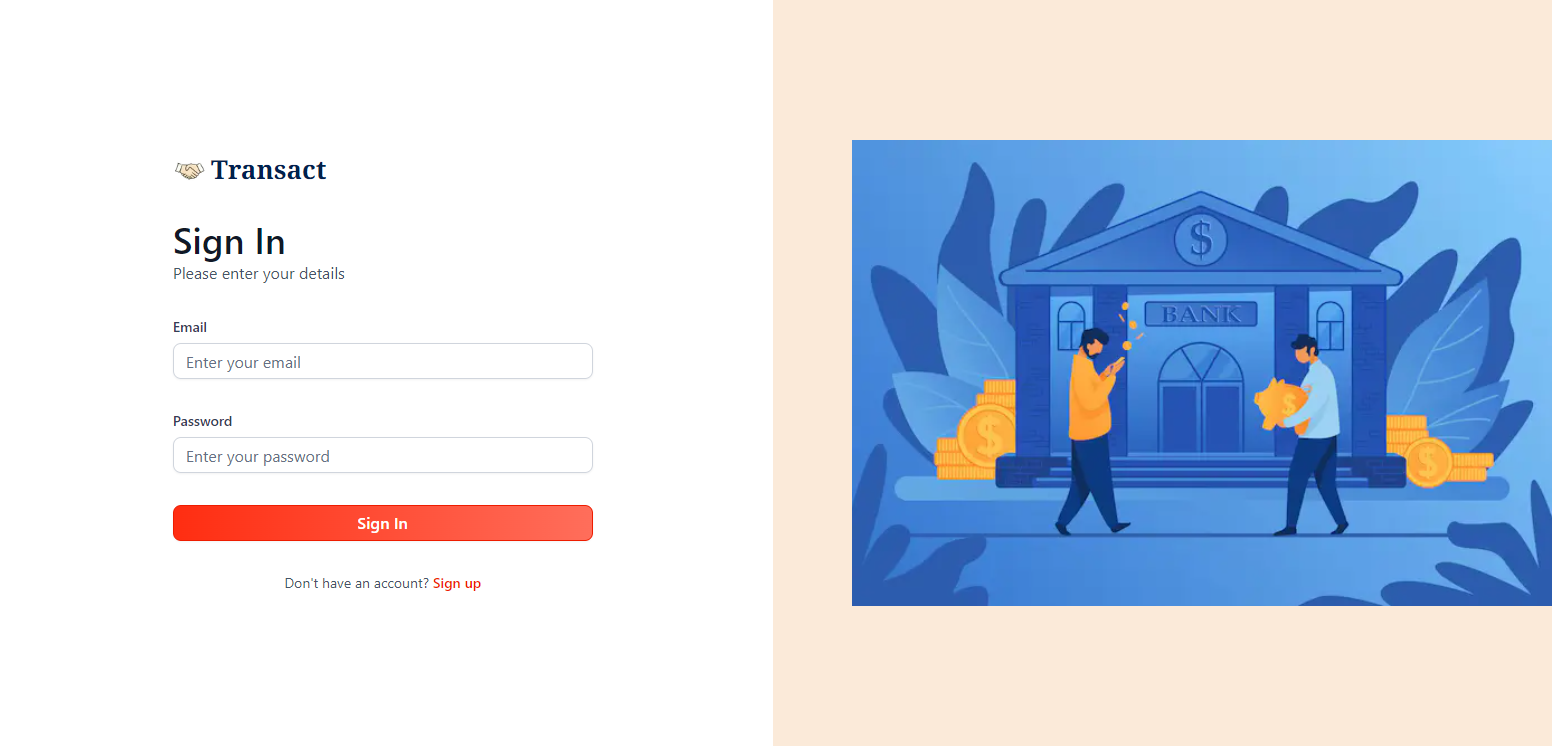 Transact
Sign In
Please enter your details
Email
Enter your email
Password
Enter your password
Sign In
Don't have an account? Sign up
$
BANK
$
$
$